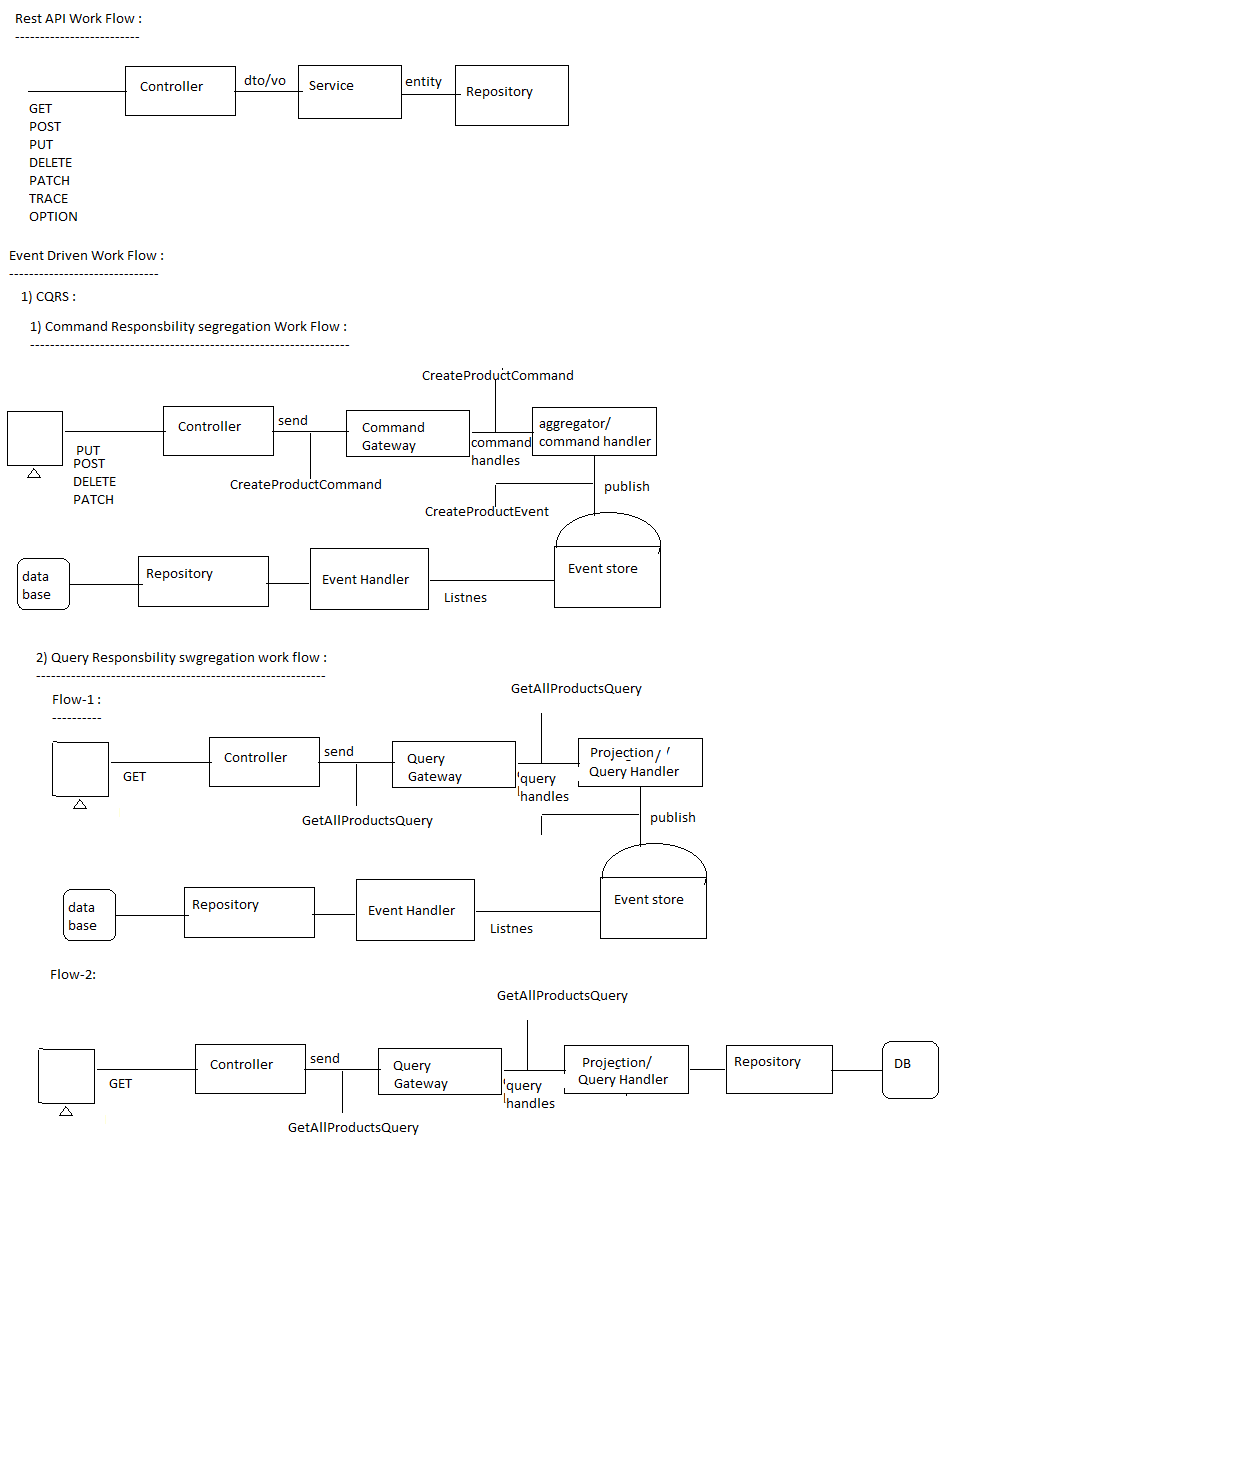 Rest API Work Flow :
-------------------------
Controller
dto/vo
Service
entity
Repository
GET
POST
PUT
DELETE
PATCH
TRACE
OPTION
Event Driven Work Flow :
------------------------------
1) CQRS :
1) Command Responsbility segregation Work Flow :
----------------------------------------------------------------
CreateProductCommand
Controller
send
Command
Gateway
command
handles
aggregator/
command handler
PUT
POST
DELETE
PATCH
CreateProductCommand
publish
CreateProductEvent
data
base
Repository
Event Handler
Listnes
Event store
2) Query Responsbility swgregation work flow :
----------------------------------------------------------
GetAllProductsQuery
Flow-1 :
----------
GET
Controller
send
Query
Gateway
query
handles
Projection/
Query Handler
GetAllProductsQuery
publish
data
base
Repository
Event Handler
Listnes
Event store
Flow-2:
GetAllProductsQuery
GET
Controller
send
Query
Gateway
query
handles
Projection/
Query Handler
Repository
DB
GetAllProductsQuery